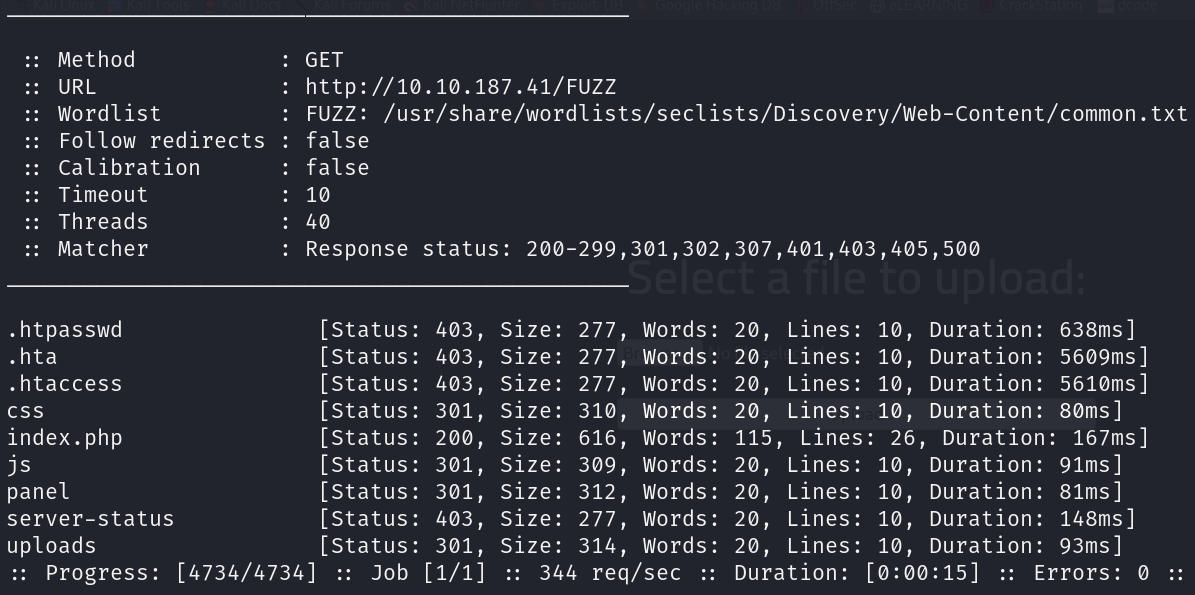 Kali Linux Kali Tools Kali Docs Kali Forums Kali NetHunter Exploit-DB Google Hacking DB OffSec eLEARNING CrackStation dcode
:: Method : GET
:: URL : http://10.10.187.41/FUZZ
:: Wordlist : FUZZ: /usr/share/wordlists/seclists/Discovery/Web-Content/common.txt
:: Follow redirects : false
:: Calibration : false
:: Timeout : 10
:: Threads : 40
:: Matcher : Response status: 200-299,301,302,307,401,403,405,500
Select a file to upload:
.htpasswd [Status: 403, Size: 277, Words: 20, Lines: 10, Duration: 638ms]
.hta [Status: 403, Size: 277, Words: 20, Lines: 10, Duration: 5609ms]
.htaccess [Status: 403, Size: 277, Words: 20, Lines: 10, Duration: 5610ms]
css [Status: 301, Size: 310, Words: 20, Lines: 10, Duration: 80ms]
index.php [Status: 200, Size: 616, Words: 115, Lines: 26, Duration: 167ms]
js [Status: 301, Size: 309, Words: 20, Lines: 10, Duration: 91ms]
panel [Status: 301, Size: 312, Words: 20, Lines: 10, Duration: 81ms]
server-status [Status: 403, Size: 277, Words: 20, Lines: 10, Duration: 148ms]
uploads [Status: 301, Size: 314, Words: 20, Lines: 10, Duration: 93ms]
:: Progress: [4734/4734] :: Job [1/1] :: 344 req/sec :: Duration: [0:00:15] :: Errors: 0 ::